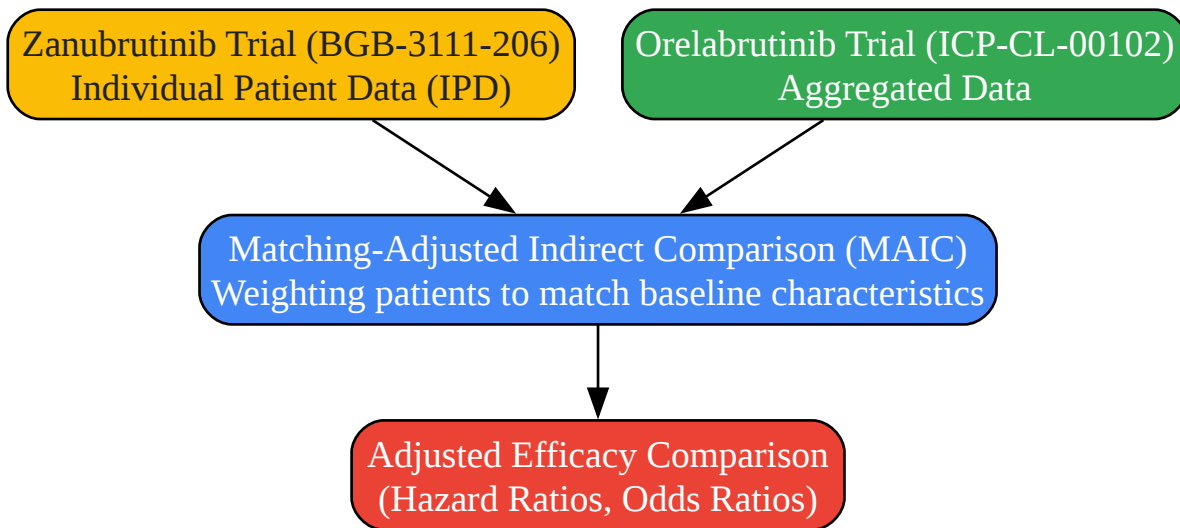 Zanubrutinib Trial (BGB-3111-206)
Individual Patient Data (IPD)
Orelabrutinib Trial (ICP-CL-00102)
Aggregated Data
Matching-Adjusted Indirect Comparison (MAIC)
Weighting patients to match baseline characteristics
Adjusted Efficacy Comparison
(Hazard Ratios, Odds Ratios)